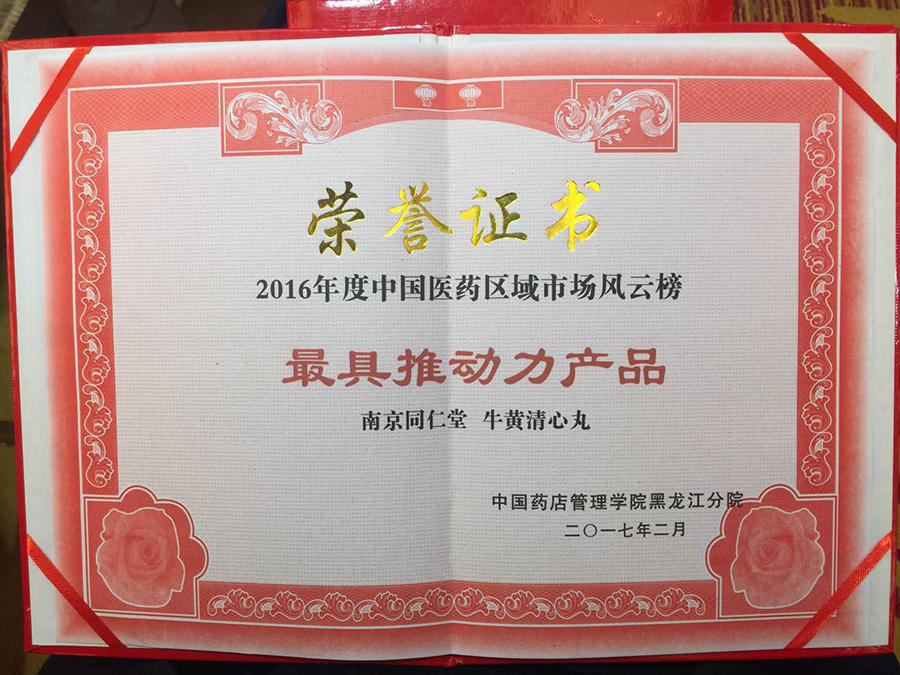 荣誉证书
2016年度中国医药区域市场风云榜
最具推动力产品
南京同仁堂 牛黄清心丸
中国药店管理学院黑龙江分院
二〇一七年二月